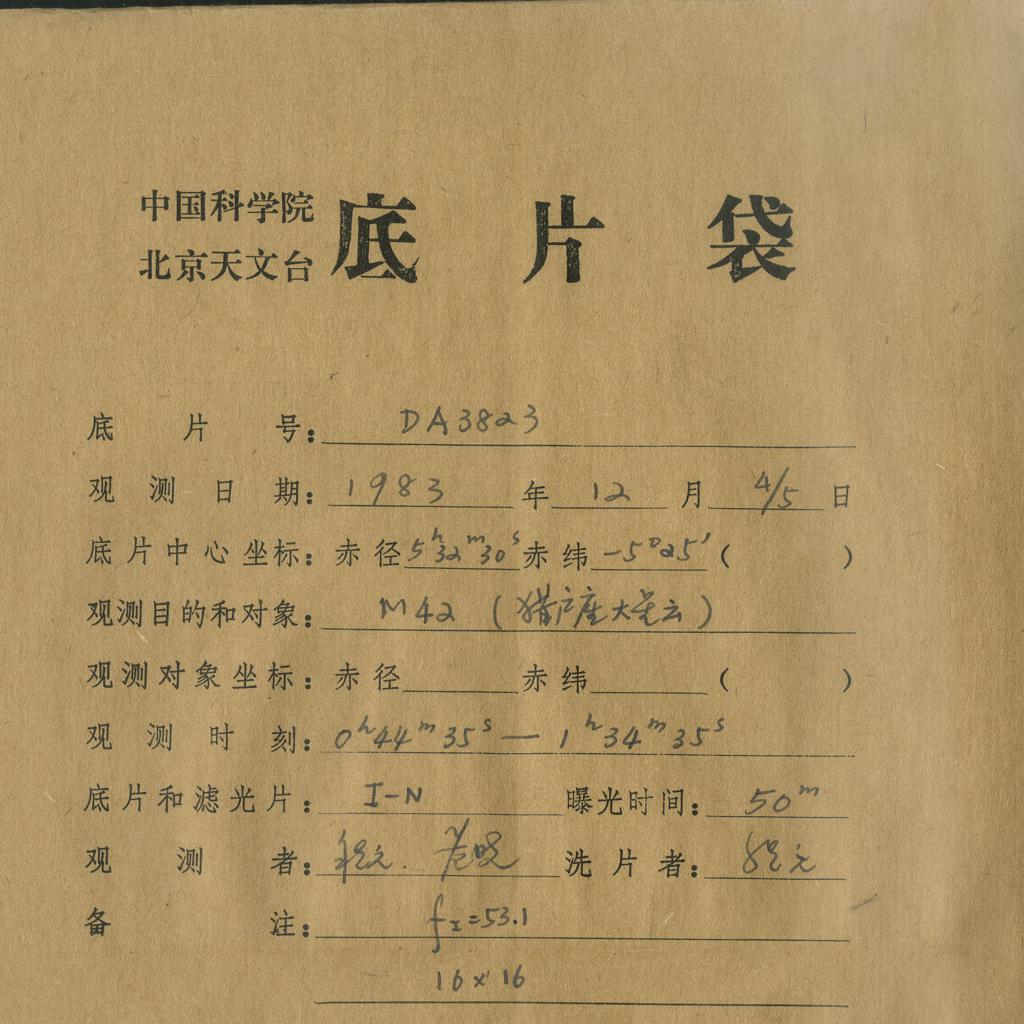 中国科学院
北京天文台
底片袋
底片号： DA3823
观测日期： 1983 年 12 月 4/5 日
底片中心坐标：赤径 5ʰ32ᵐ30ˢ 赤纬 -5°25′ （ ）
观测目的和对象： M42 （猎户座大星云）
观测对象坐标：赤径 赤纬 （ ）
观测时刻： 0ʰ44ᵐ35ˢ — 1ʰ34ᵐ35ˢ
底片和滤光片： I-N 曝光时间： 50ᵐ
观测者： 洗片者：
备注： fɪ=53.1
16×16